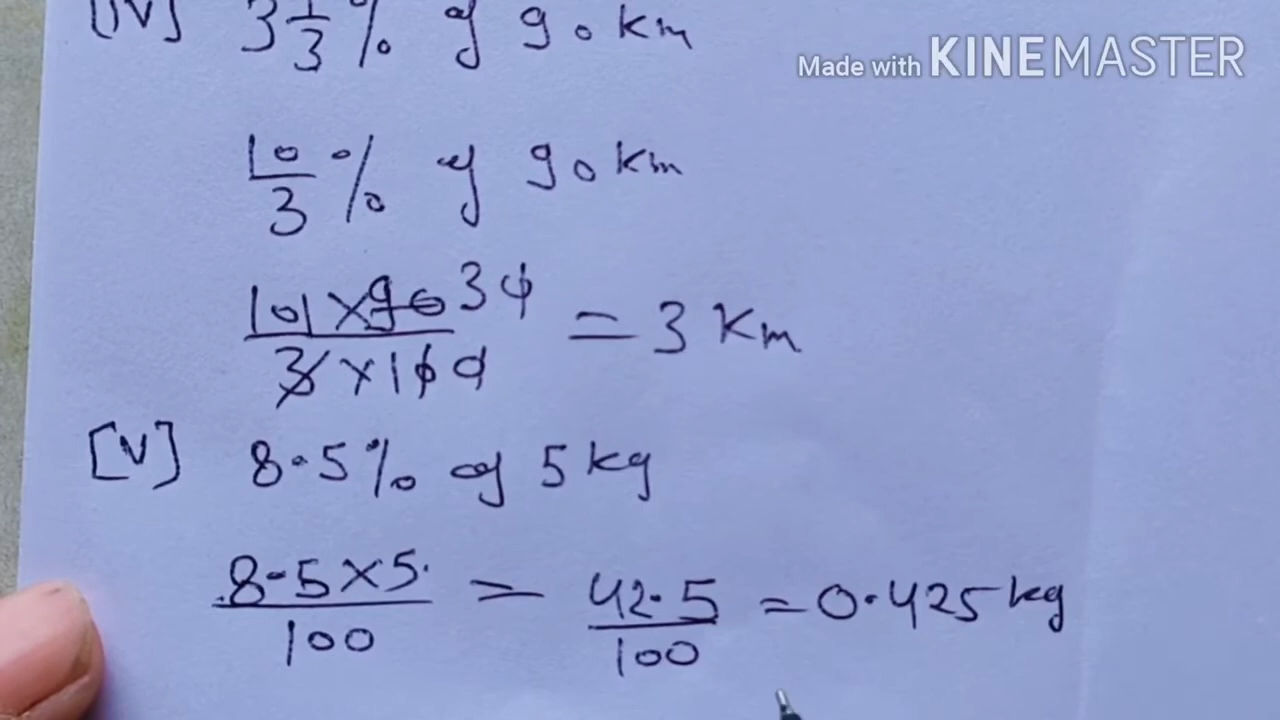 [IV] 3 1/3 % of 90 km
Made with KINEMASTER
10/3 % of 90 km
10 × 90 30 / 3 × 100 = 3 Km
[V] 8.5% of 5 kg
8.5 × 5 / 100 = 42.5 / 100 = 0.425 kg